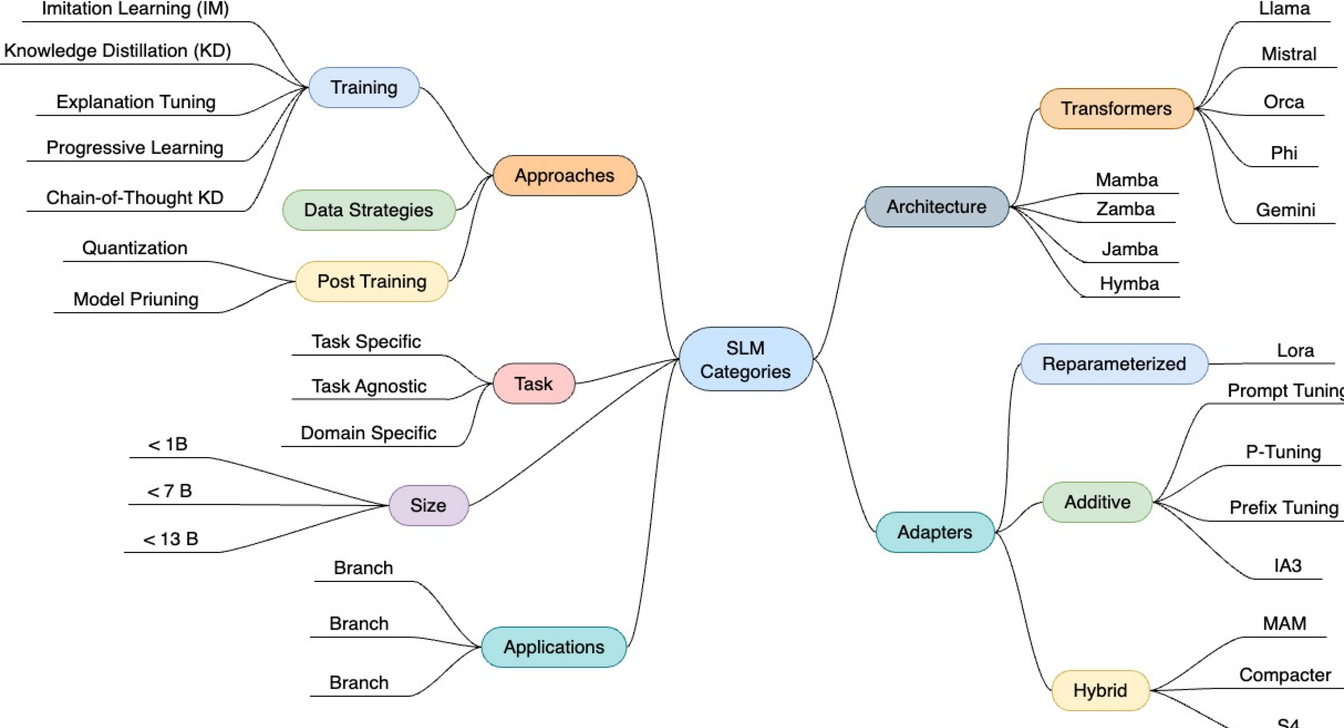 Imitation Learning (IM)
Knowledge Distillation (KD)
Explanation Tuning
Progressive Learning
Chain-of-Thought KD
Training
Approaches
Data Strategies
Quantization
Model Priuning
Post Training
Task Specific
Task Agnostic
Domain Specific
Task
< 1B
< 7 B
< 13 B
Size
Branch
Branch
Branch
Applications
SLM
Categories
Architecture
Transformers
Llama
Mistral
Orca
Phi
Gemini
Mamba
Zamba
Jamba
Hymba
Adapters
Reparameterized
Lora
Additive
Prompt Tuning
P-Tuning
Prefix Tuning
IA3
Hybrid
MAM
Compacter
S4